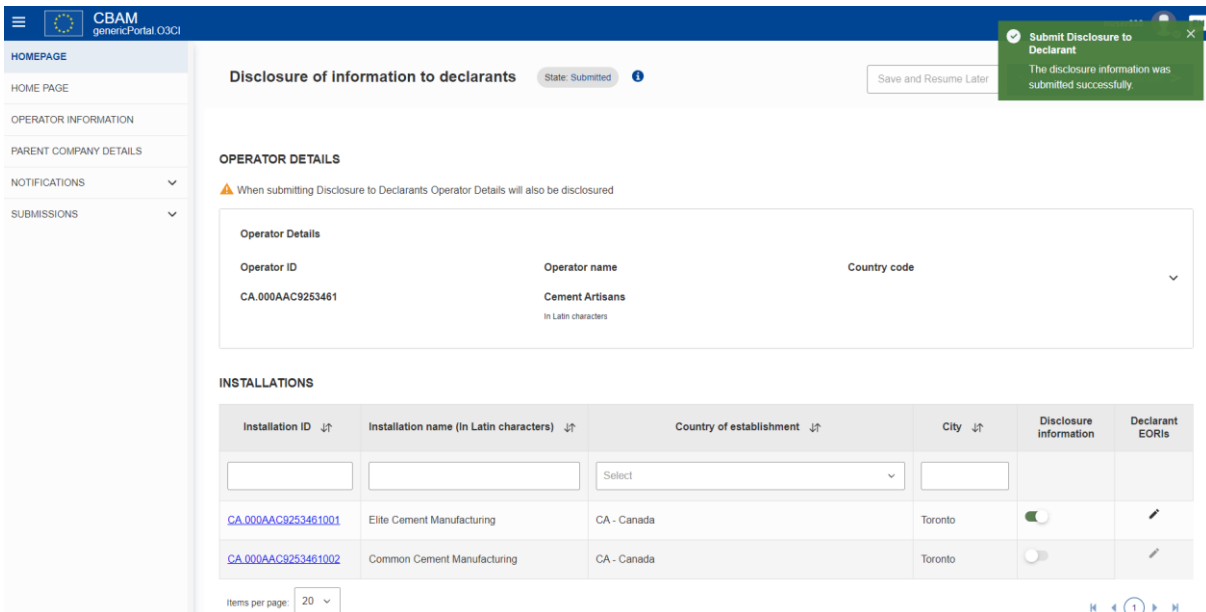 CBAM
genericPortal.O3CI
Submit Disclosure to
Declarant
The disclosure information was
submitted successfully.
HOMEPAGE
HOME PAGE
OPERATOR INFORMATION
PARENT COMPANY DETAILS
NOTIFICATIONS
SUBMISSIONS
Disclosure of information to declarants
State: Submitted
Save and Resume Later
OPERATOR DETAILS
When submitting Disclosure to Declarants Operator Details will also be disclosured
Operator Details
Operator ID Operator name Country code
CA.000AAC9253461 Cement Artisans
In Latin characters
INSTALLATIONS
Installation ID Installation name (In Latin characters) Country of establishment City Disclosure information Declarant EORIs
Select
CA.000AAC9253461001 Elite Cement Manufacturing CA - Canada Toronto
CA.000AAC9253461002 Common Cement Manufacturing CA - Canada Toronto
Items per page: 20 1